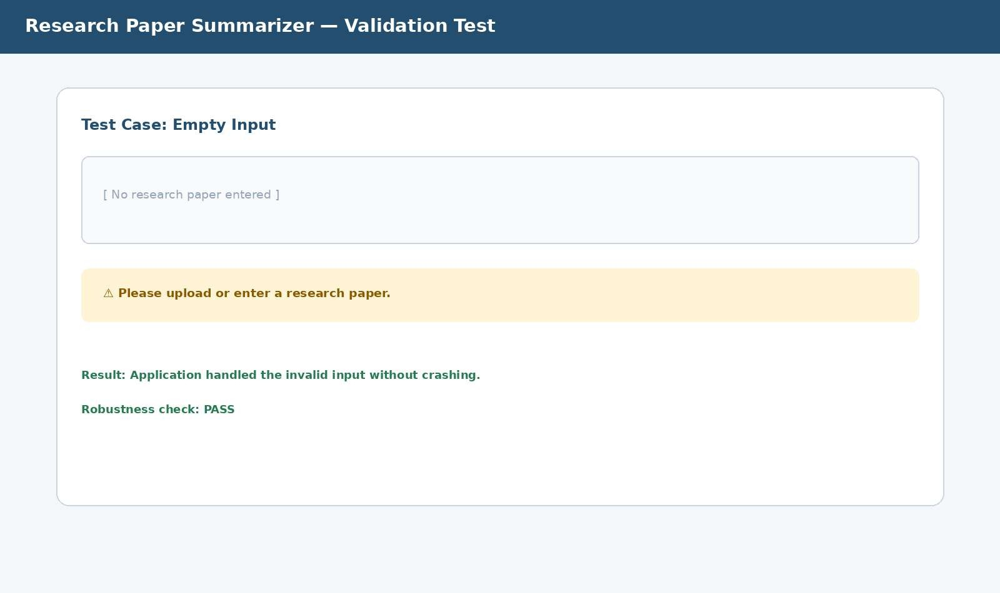 Research Paper Summarizer — Validation Test
Test Case: Empty Input
[ No research paper entered ]
⚠ Please upload or enter a research paper.
Result: Application handled the invalid input without crashing.
Robustness check: PASS